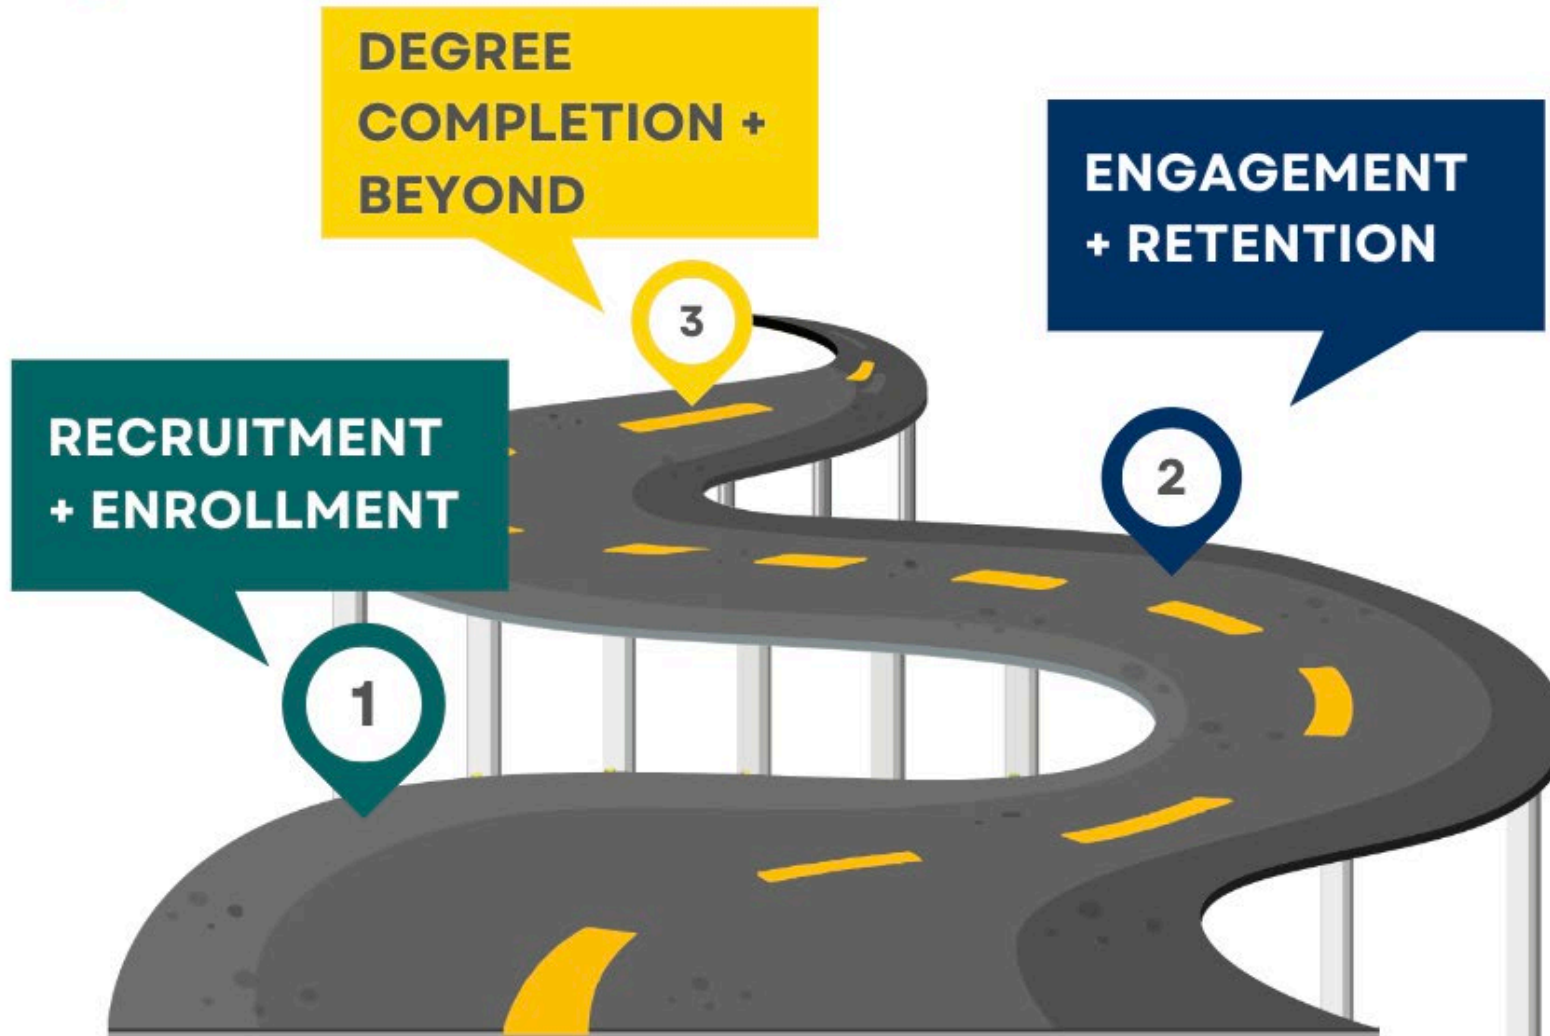 DEGREE
COMPLETION +
BEYOND
3
ENGAGEMENT
+ RETENTION
2
RECRUITMENT
+ ENROLLMENT
1